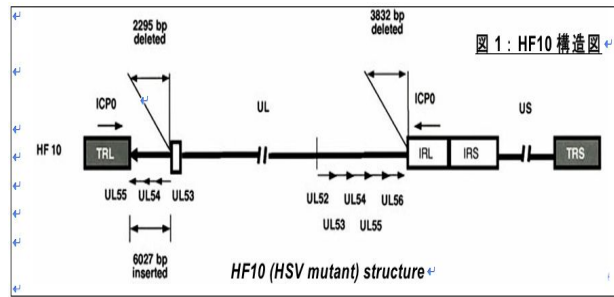 2295 bp
deleted
3832 bp
deleted
図 1：HF10 構造図
ICP0
UL
ICP0
US
HF 10
TRL
IRL
IRS
TRS
UL55
UL54
UL53
UL52
UL54
UL56
UL53
UL55
6027 bp
inserted
HF10 (HSV mutant) structure